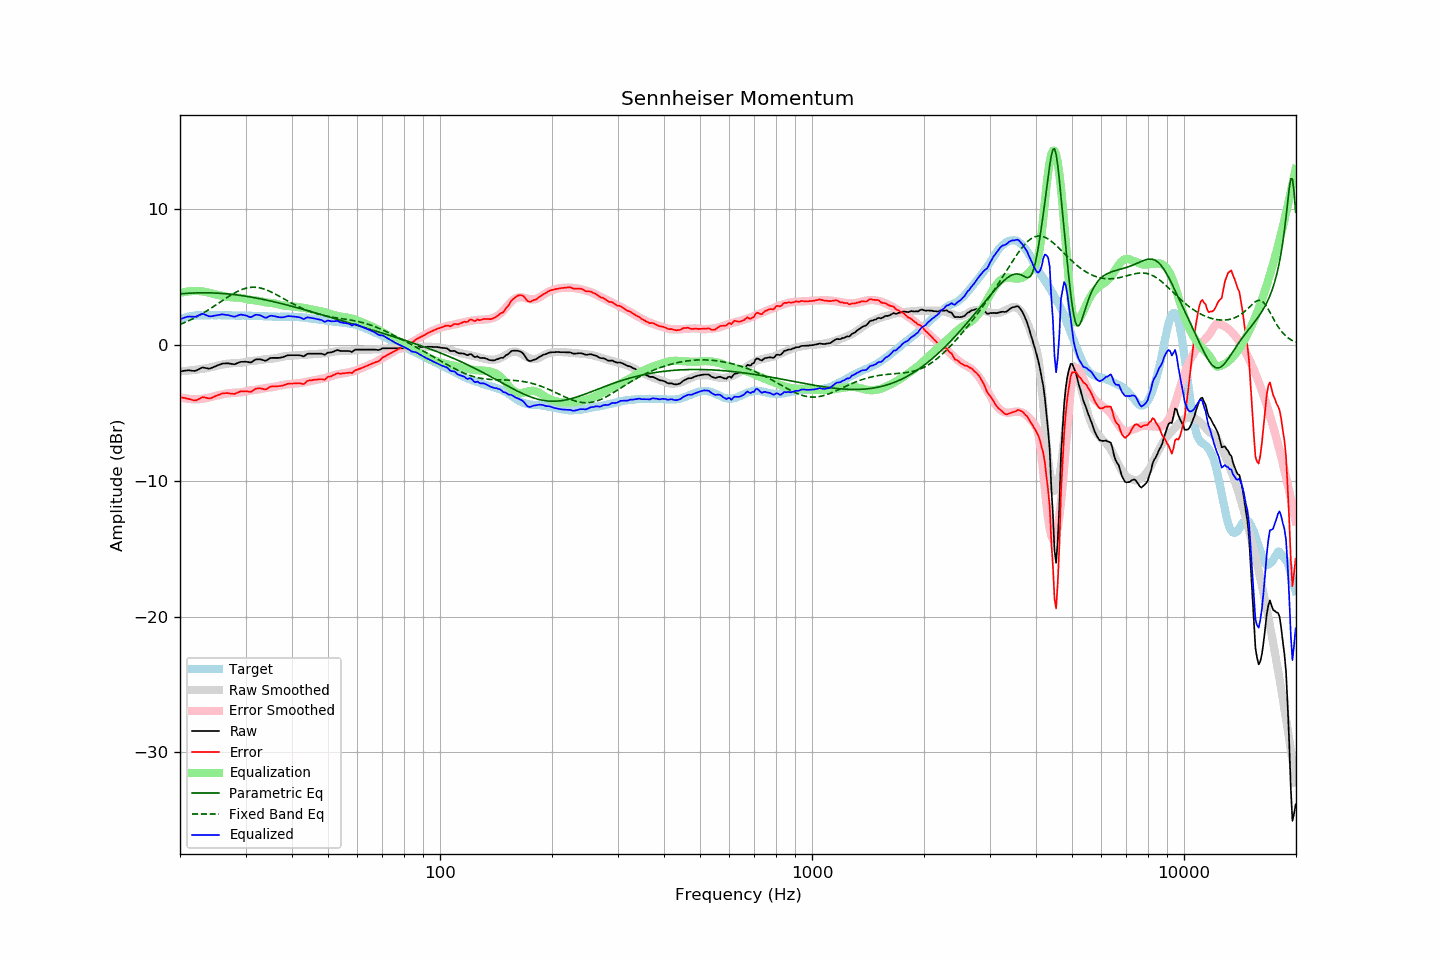 Sennheiser Momentum
Amplitude (dBr)
10
0
−10
−20
−30
Target
Raw Smoothed
Error Smoothed
Raw
Error
Equalization
Parametric Eq
Fixed Band Eq
Equalized
100
1000
10000
Frequency (Hz)